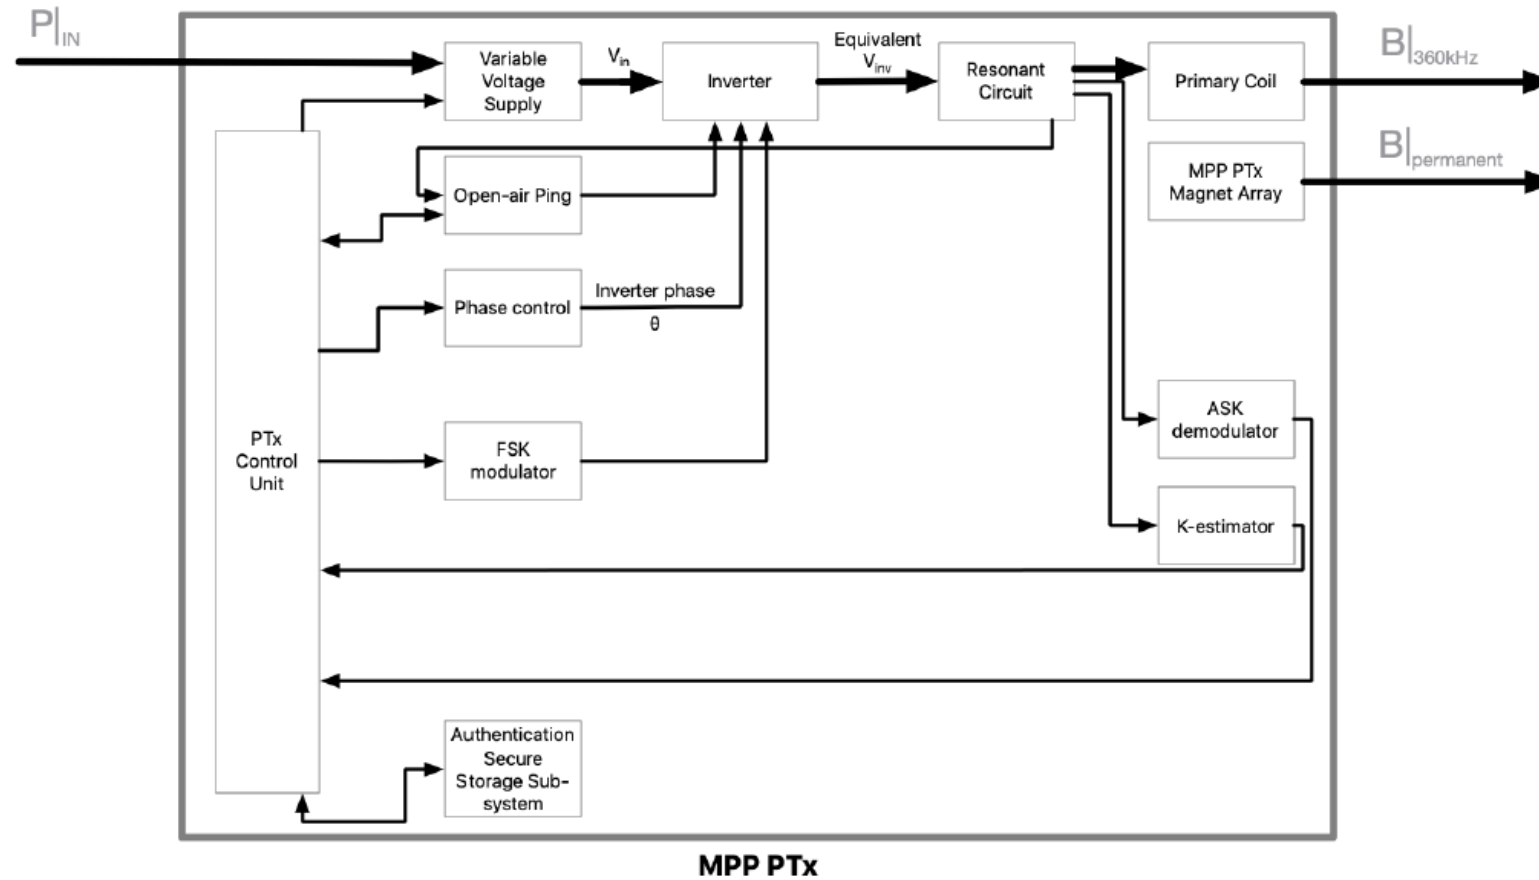 P|IN
Variable
Voltage
Supply
Vin
Inverter
Equivalent
Vinv
Resonant
Circuit
Primary Coil
B|360kHz
MPP PTx
Magnet Array
B|permanent
Open-air Ping
Phase control
Inverter phase
θ
FSK
modulator
PTx
Control
Unit
ASK
demodulator
K-estimator
Authentication
Secure
Storage Sub-
system
MPP PTx